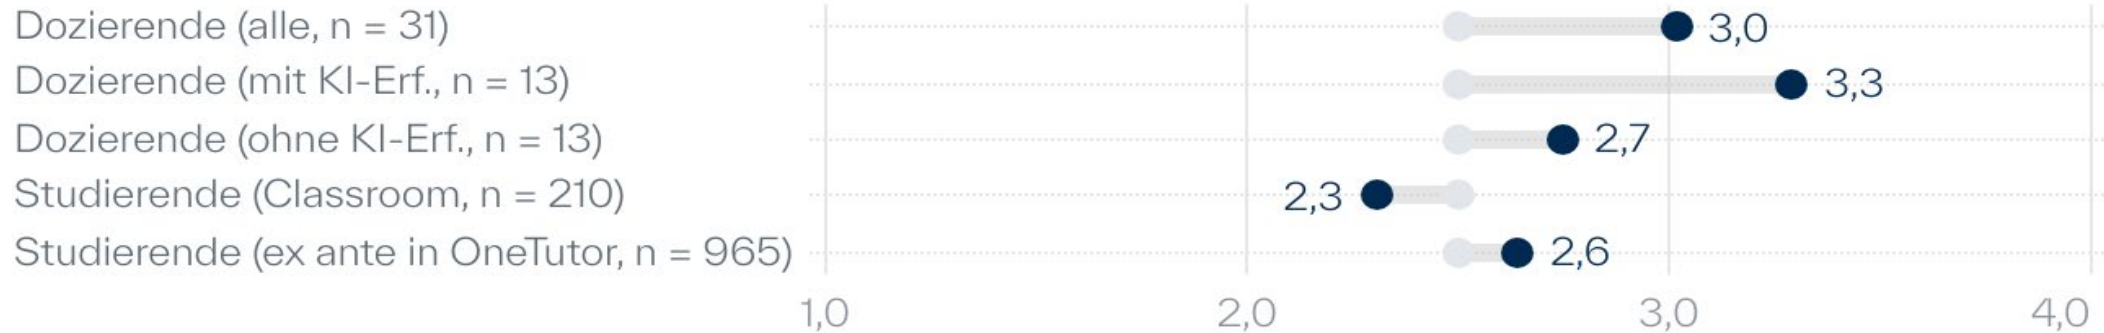 Dozierende (alle, n = 31) 3,0
Dozierende (mit KI-Erf., n = 13) 3,3
Dozierende (ohne KI-Erf., n = 13) 2,7
Studierende (Classroom, n = 210) 2,3
Studierende (ex ante in OneTutor, n = 965) 2,6
1,0 2,0 3,0 4,0